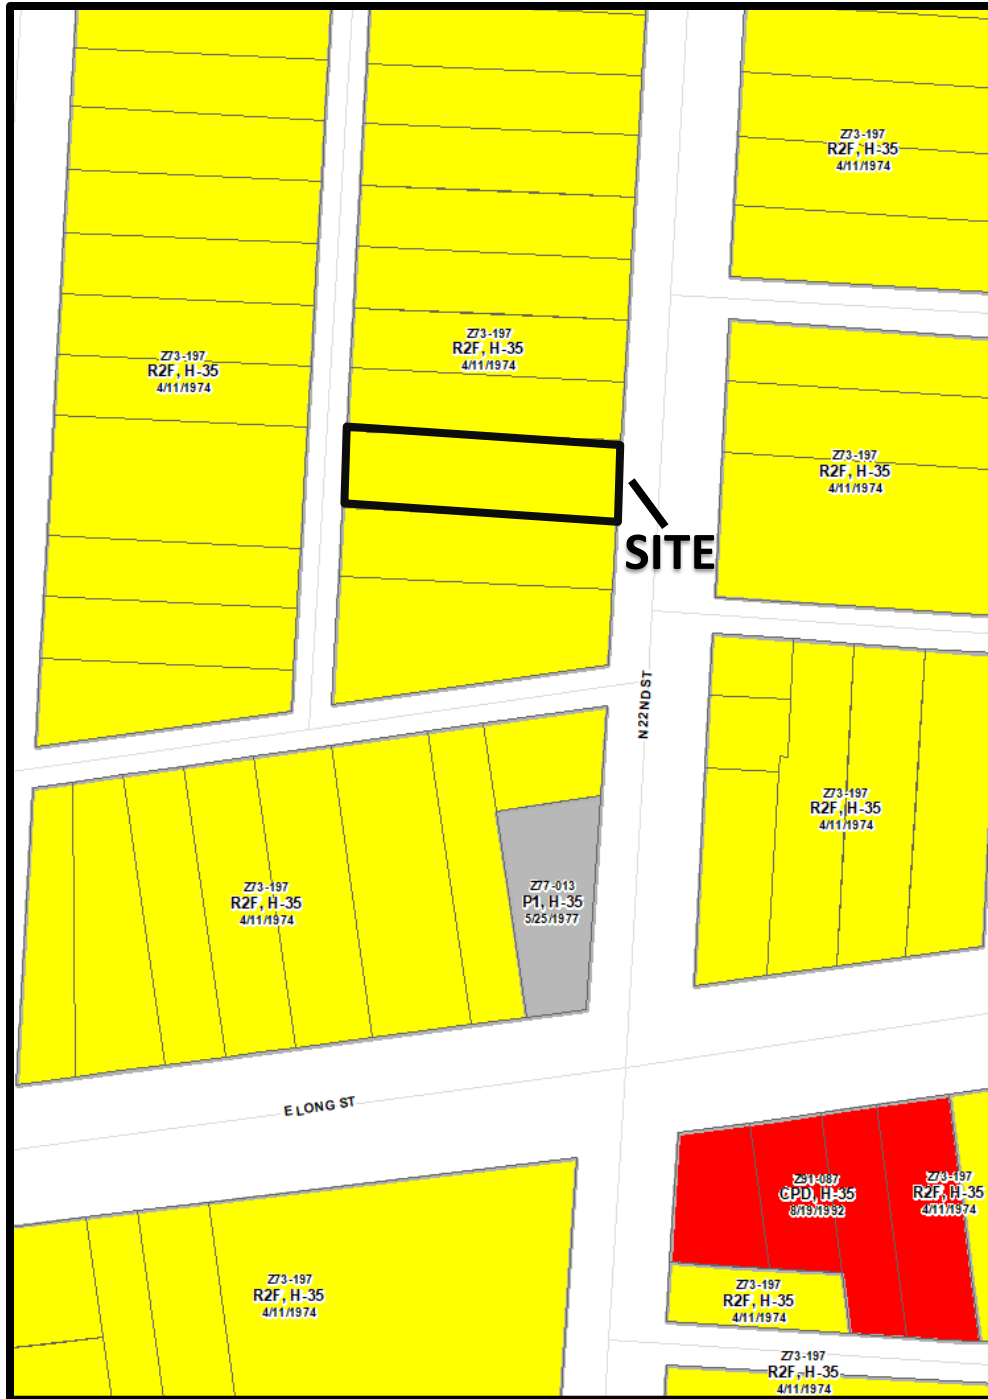 Z73-197
R2F, H-35
4/11/1974
Z73-197
R2F, H-35
4/11/1974
Z73-197
R2F, H-35
4/11/1974
Z73-197
R2F, H-35
4/11/1974
SITE
N 22ND ST
Z73-197
R2F, H-35
4/11/1974
Z73-197
R2F, H-35
4/11/1974
Z77-013
P1, H-35
5/25/1977
E LONG ST
Z91-087
CPD, H-35
8/19/1992
Z73-197
R2F, H-35
4/11/1974
Z73-197
R2F, H-35
4/11/1974
Z73-197
R2F, H-35
4/11/1974
Z73-197
R2F, H-35
4/11/1974